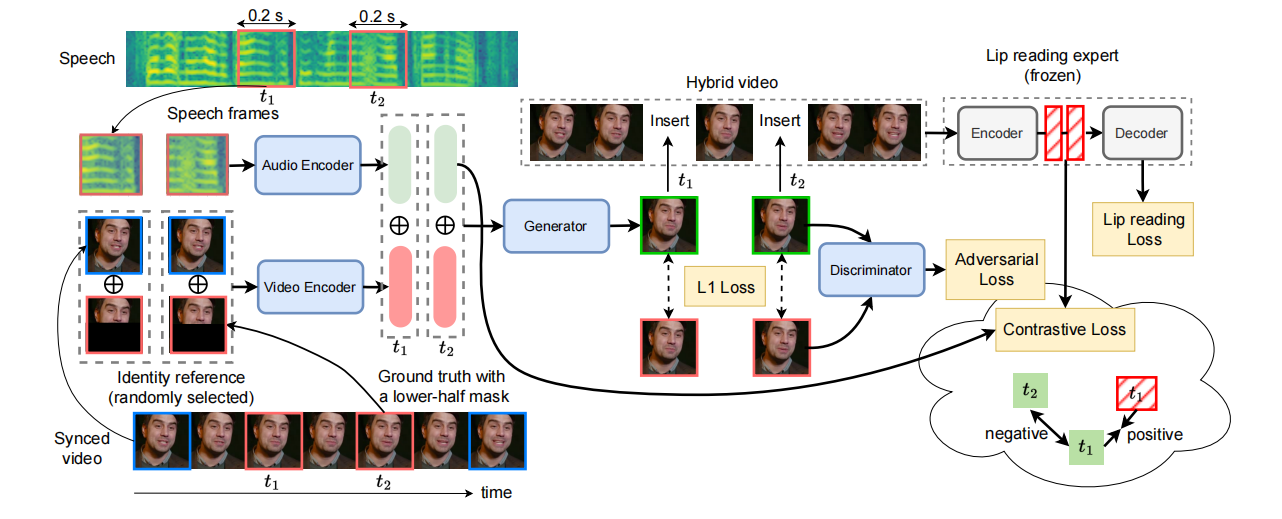 0.2 s
0.2 s
Speech
t₁
t₂
Speech frames
Audio Encoder
Video Encoder
t₁
t₂
Identity reference
(randomly selected)
Ground truth with
a lower-half mask
Synced
video
t₁
t₂
time
Generator
Hybrid video
Insert
Insert
t₁
t₂
L1 Loss
Discriminator
Adversarial
Loss
Lip reading expert
(frozen)
Encoder
Decoder
Lip reading
Loss
Contrastive Loss
t₂
t₁
negative
positive
t₁